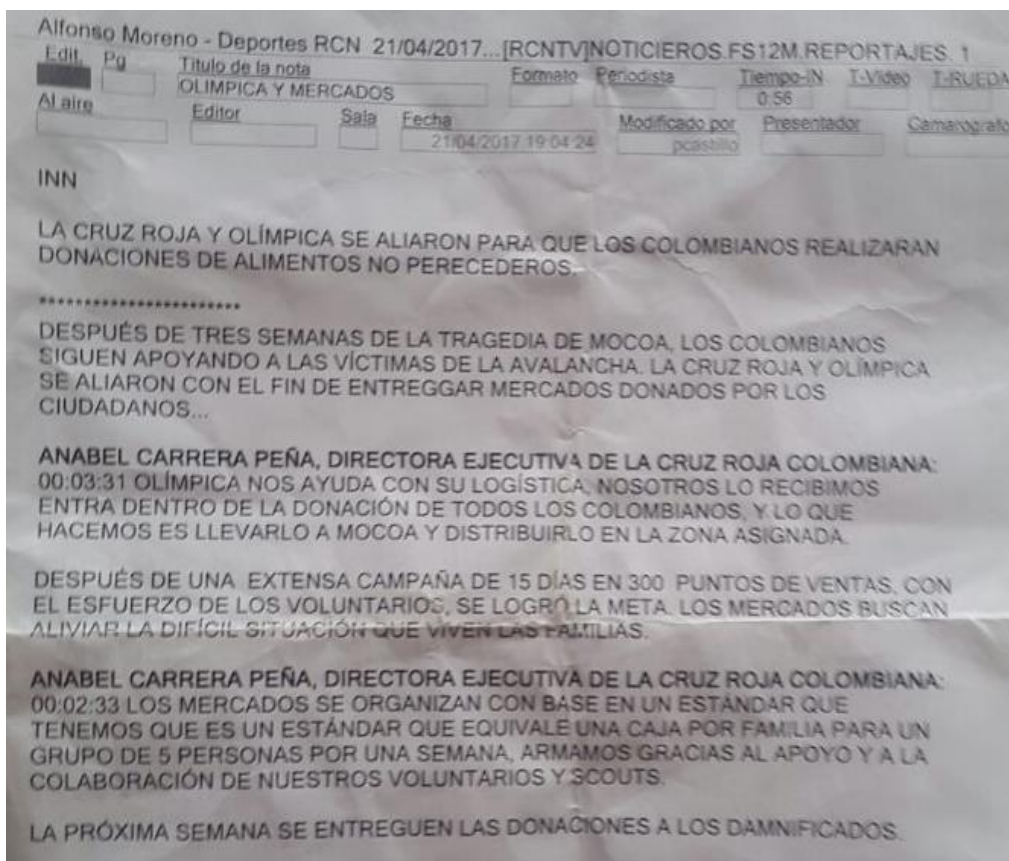 Alfonso Moreno - Deportes RCN 21/04/2017...[RCNTV]NOTICIEROS.FS12M.REPORTAJES. 1
Edit. Pg Titulo de la nota Formato Periodista Tiempo-IN T-Video T-RUEDA
OLIMPICA Y MERCADOS 0:56
Al aire Editor Sala Fecha Modificado por Presentador Camarografo
21/04/2017 19:04:24 pcastillo
INN
LA CRUZ ROJA Y OLÍMPICA SE ALIARON PARA QUE LOS COLOMBIANOS REALIZARAN
DONACIONES DE ALIMENTOS NO PERECEDEROS.
***********************
DESPUÉS DE TRES SEMANAS DE LA TRAGEDIA DE MOCOA, LOS COLOMBIANOS
SIGUEN APOYANDO A LAS VÍCTIMAS DE LA AVALANCHA. LA CRUZ ROJA Y OLÍMPICA
SE ALIARON CON EL FIN DE ENTREGGAR MERCADOS DONADOS POR LOS
CIUDADANOS...
ANABEL CARRERA PEÑA, DIRECTORA EJECUTIVA DE LA CRUZ ROJA COLOMBIANA:
00:03:31 OLÍMPICA NOS AYUDA CON SU LOGÍSTICA, NOSOTROS LO RECIBIMOS
ENTRA DENTRO DE LA DONACIÓN DE TODOS LOS COLOMBIANOS, Y LO QUE
HACEMOS ES LLEVARLO A MOCOA Y DISTRIBUIRLO EN LA ZONA ASIGNADA.
DESPUÉS DE UNA EXTENSA CAMPAÑA DE 15 DÍAS EN 300 PUNTOS DE VENTAS, CON
EL ESFUERZO DE LOS VOLUNTARIOS, SE LOGRÓ LA META. LOS MERCADOS BUSCAN
ALIVIAR LA DIFÍCIL SITUACIÓN QUE VIVEN LAS FAMILIAS.
ANABEL CARRERA PEÑA, DIRECTORA EJECUTIVA DE LA CRUZ ROJA COLOMBIANA:
00:02:33 LOS MERCADOS SE ORGANIZAN CON BASE EN UN ESTÁNDAR QUE
TENEMOS QUE ES UN ESTÁNDAR QUE EQUIVALE UNA CAJA POR FAMILIA PARA UN
GRUPO DE 5 PERSONAS POR UNA SEMANA, ARMAMOS GRACIAS AL APOYO Y A LA
COLABORACIÓN DE NUESTROS VOLUNTARIOS Y SCOUTS.
LA PRÓXIMA SEMANA SE ENTREGUEN LAS DONACIONES A LOS DAMNIFICADOS.